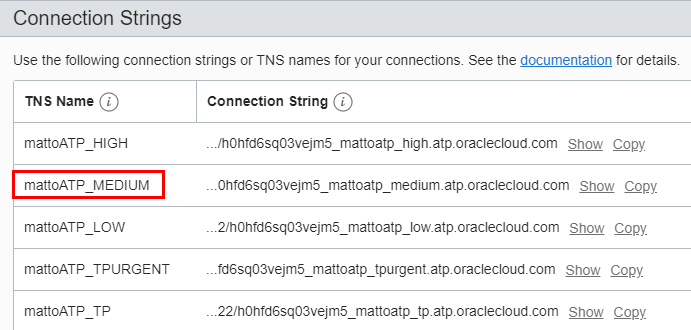 Connection Strings
Use the following connection strings or TNS names for your connections. See the documentation for details.
TNS Name i Connection String i
mattoATP_HIGH .../h0hfd6sq03vejm5_mattoatp_high.atp.oraclecloud.com Show Copy
mattoATP_MEDIUM ...0hfd6sq03vejm5_mattoatp_medium.atp.oraclecloud.com Show Copy
mattoATP_LOW ...2/h0hfd6sq03vejm5_mattoatp_low.atp.oraclecloud.com Show Copy
mattoATP_TPURGENT ...fd6sq03vejm5_mattoatp_tpurgent.atp.oraclecloud.com Show Copy
mattoATP_TP ...22/h0hfd6sq03vejm5_mattoatp_tp.atp.oraclecloud.com Show Copy